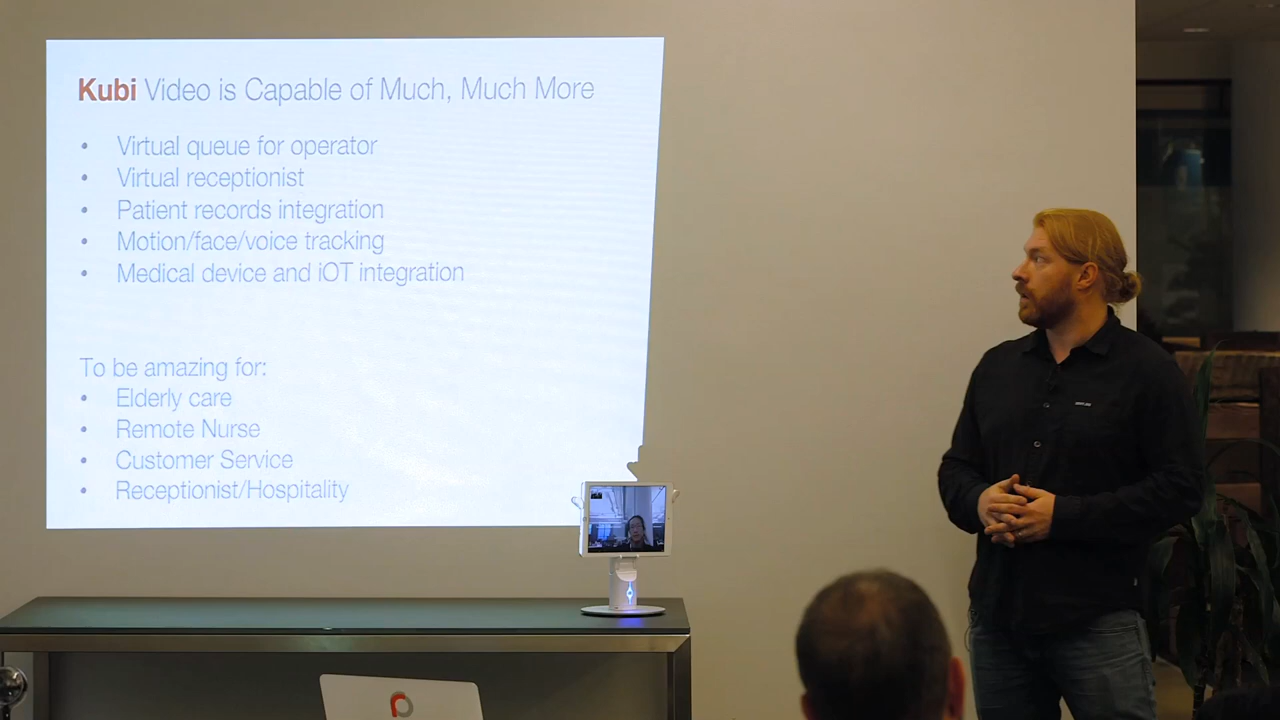 Kubi Video is Capable of Much, Much More
• Virtual queue for operator
• Virtual receptionist
• Patient records integration
• Motion/face/voice tracking
• Medical device and iOT integration
To be amazing for:
• Elderly care
• Remote Nurse
• Customer Service
• Receptionist/Hospitality